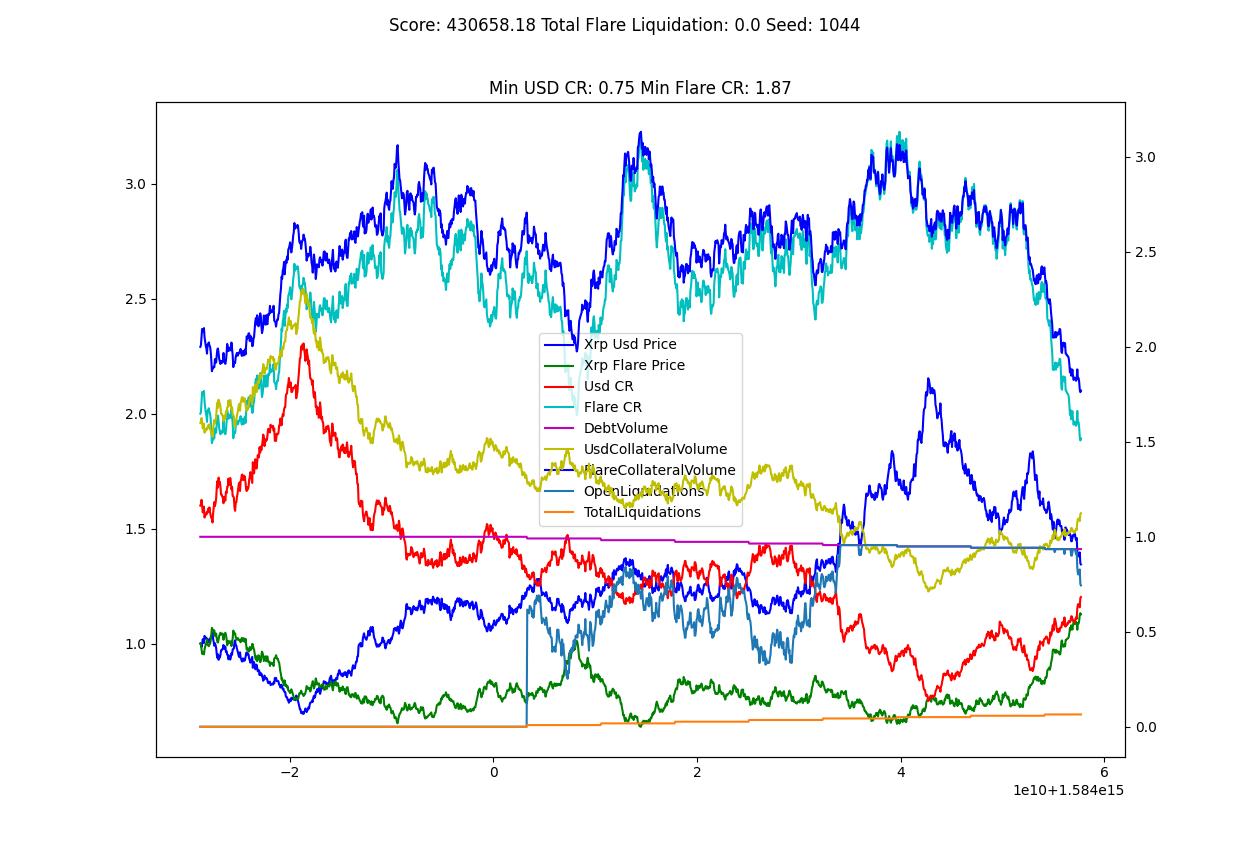 Score: 430658.18 Total Flare Liquidation: 0.0 Seed: 1044
Min USD CR: 0.75 Min Flare CR: 1.87
3.0
2.5
2.0
1.5
1.0
3.0
2.5
2.0
1.5
1.0
0.5
0.0
Xrp Usd Price
Xrp Flare Price
Usd CR
Flare CR
DebtVolume
UsdCollateralVolume
FlareCollateralVolume
OpenLiquidations
TotalLiquidations
−2 0 2 4 6
1e10+1.584e15